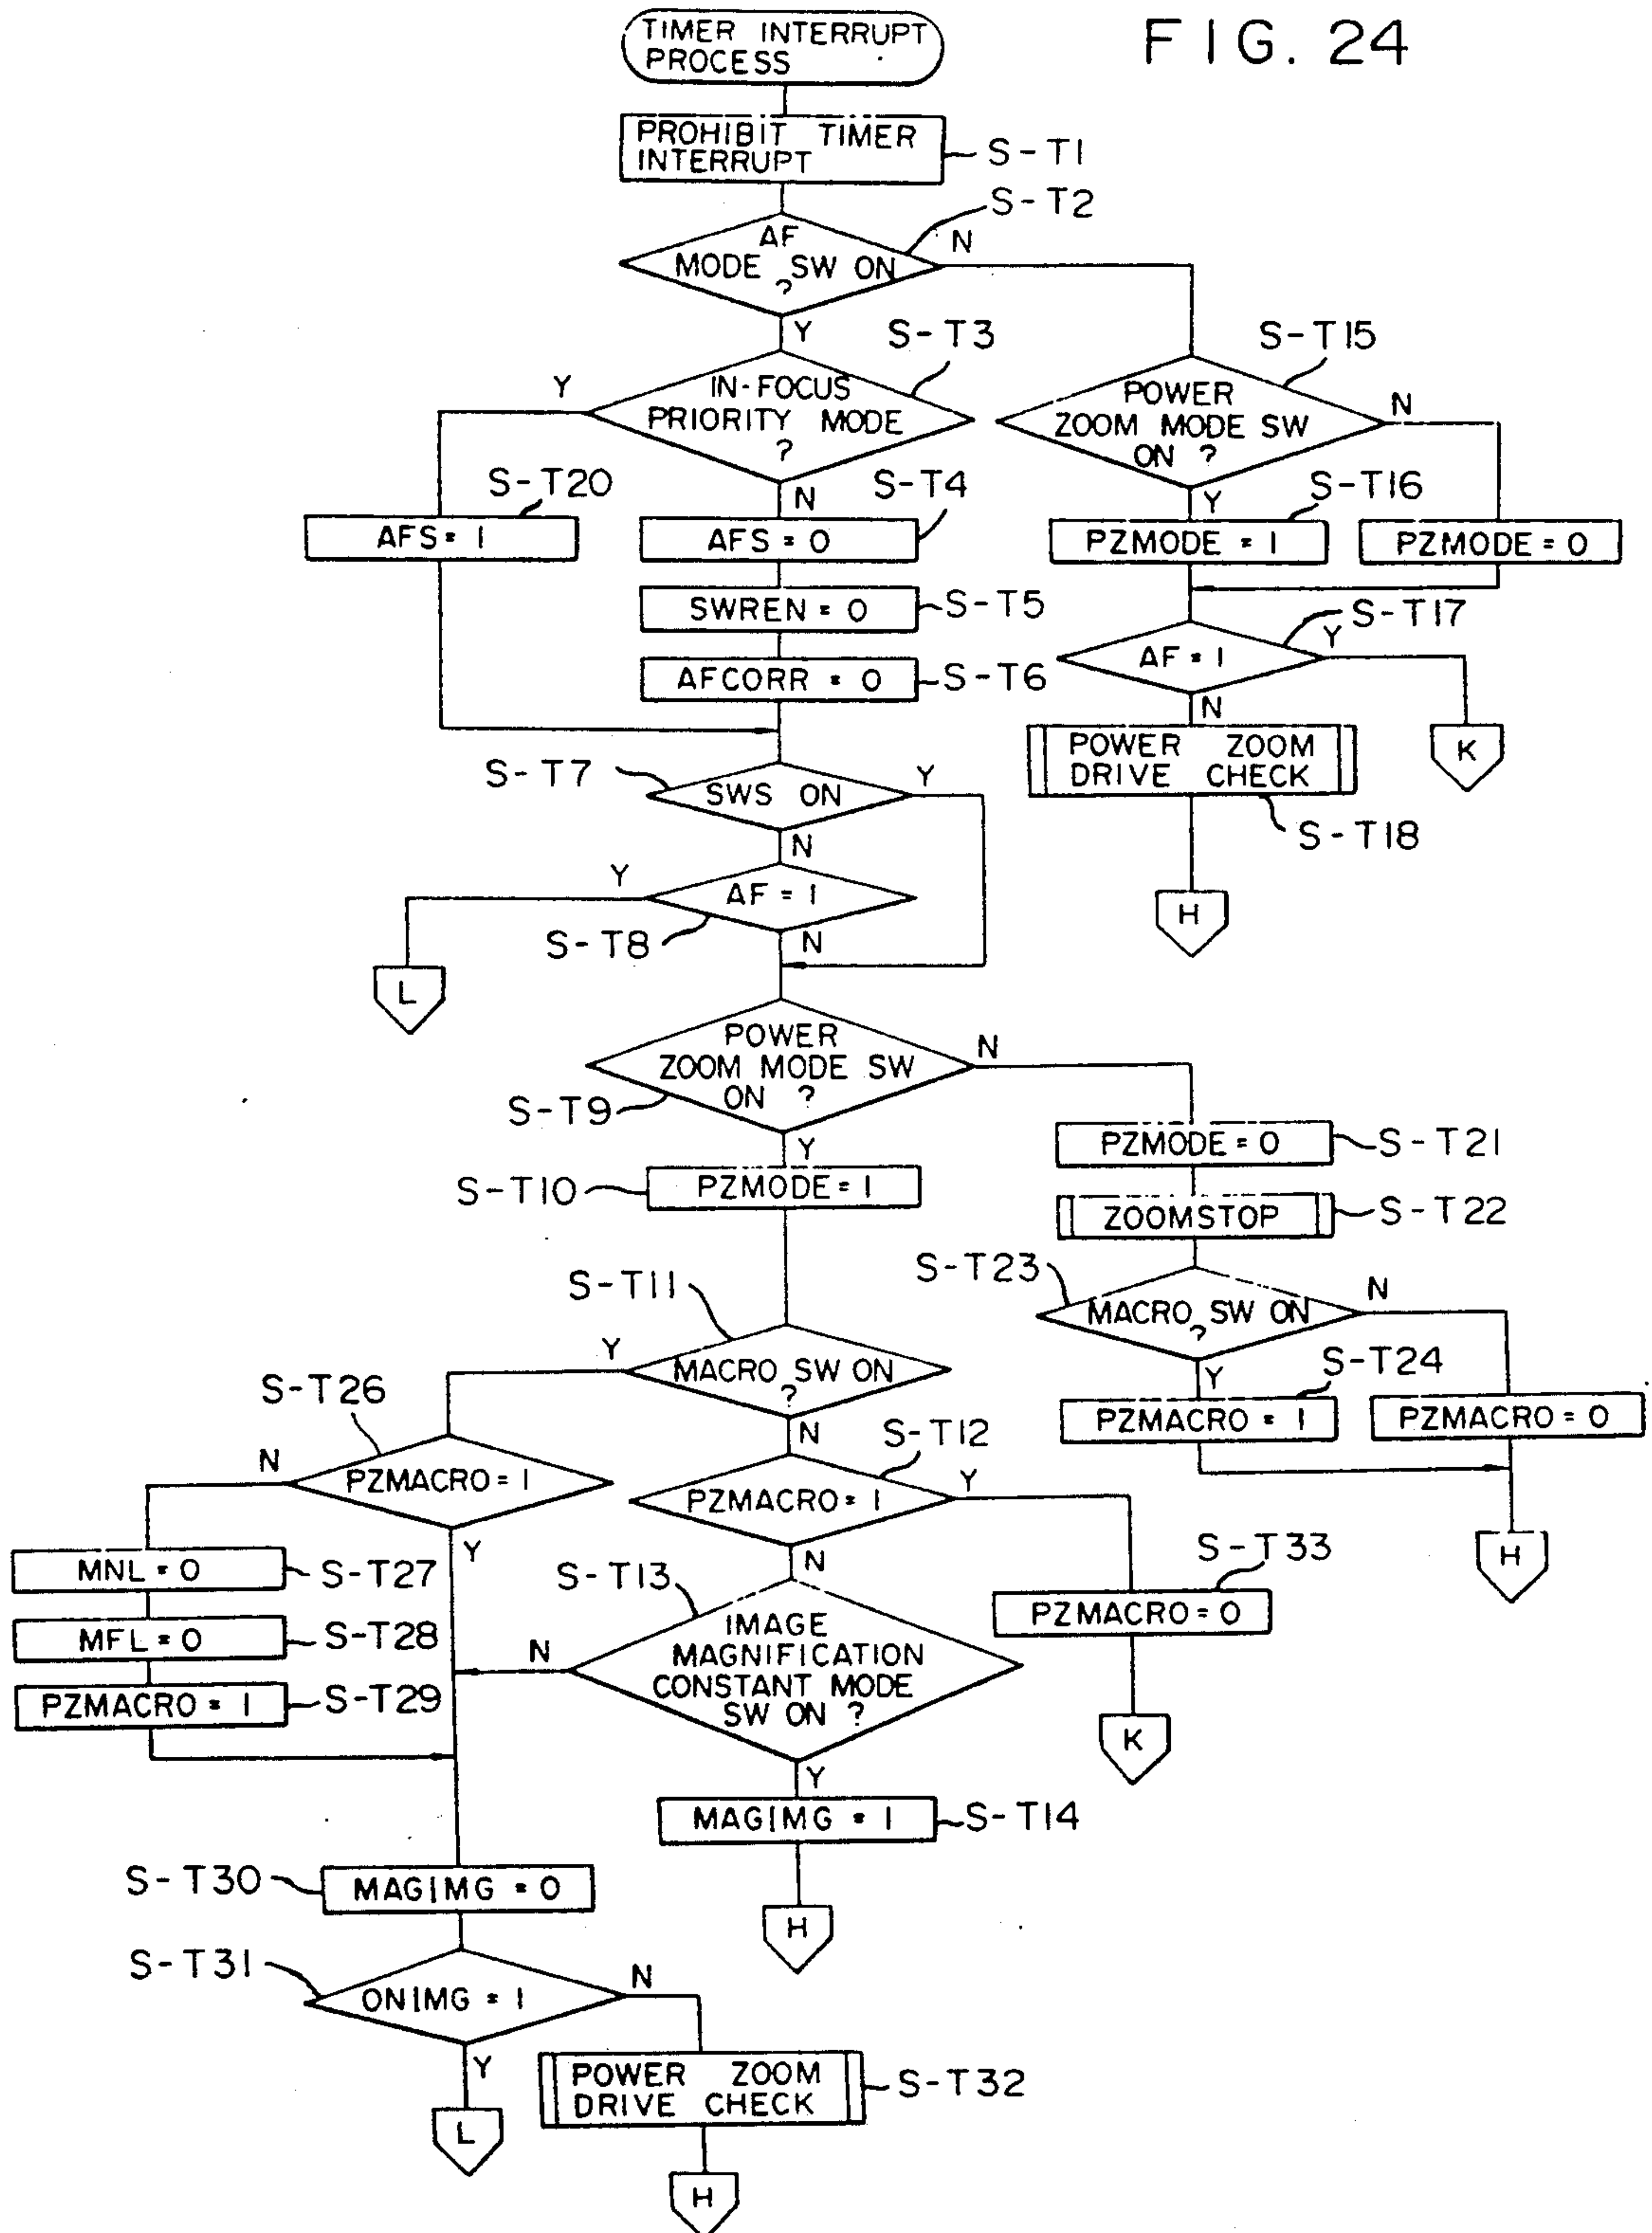 FIG. 24
TIMER INTERRUPT
PROCESS
PROHIBIT TIMER
INTERRUPT
S-T1
S-T2
AF
MODE SW ON
?
N
Y
S-T3
S-T15
IN-FOCUS
PRIORITY MODE
?
Y
N
POWER
ZOOM MODE SW
ON ?
N
Y
S-T20
AFS = 1
S-T4
AFS = 0
S-T16
PZMODE = 1
PZMODE = 0
SWREN = 0
S-T5
S-T17
AFCORR = 0
S-T6
AF = 1
Y
N
K
POWER ZOOM
DRIVE CHECK
S-T18
H
S-T7
SWS ON
Y
N
Y
AF = 1
S-T8
N
L
POWER
ZOOM MODE SW
ON ?
S-T9
N
Y
S-T10
PZMODE = 1
PZMODE = 0
S-T21
ZOOMSTOP
S-T22
S-T11
S-T23
MACRO SW ON
?
N
Y
S-T24
PZMACRO = 1
PZMACRO = 0
H
Y
MACRO SW ON
?
N
S-T26
N
PZMACRO = 1
Y
S-T12
PZMACRO = 1
Y
N
MNL = 0
S-T27
MFL = 0
S-T28
PZMACRO = 1
S-T29
S-T13
IMAGE
MAGNIFICATION
CONSTANT MODE
SW ON ?
N
Y
S-T33
PZMACRO = 0
K
MAGIMG = 1
S-T14
H
S-T30
MAGIMG = 0
S-T31
ONIMG = 1
N
Y
L
POWER ZOOM
DRIVE CHECK
S-T32
H